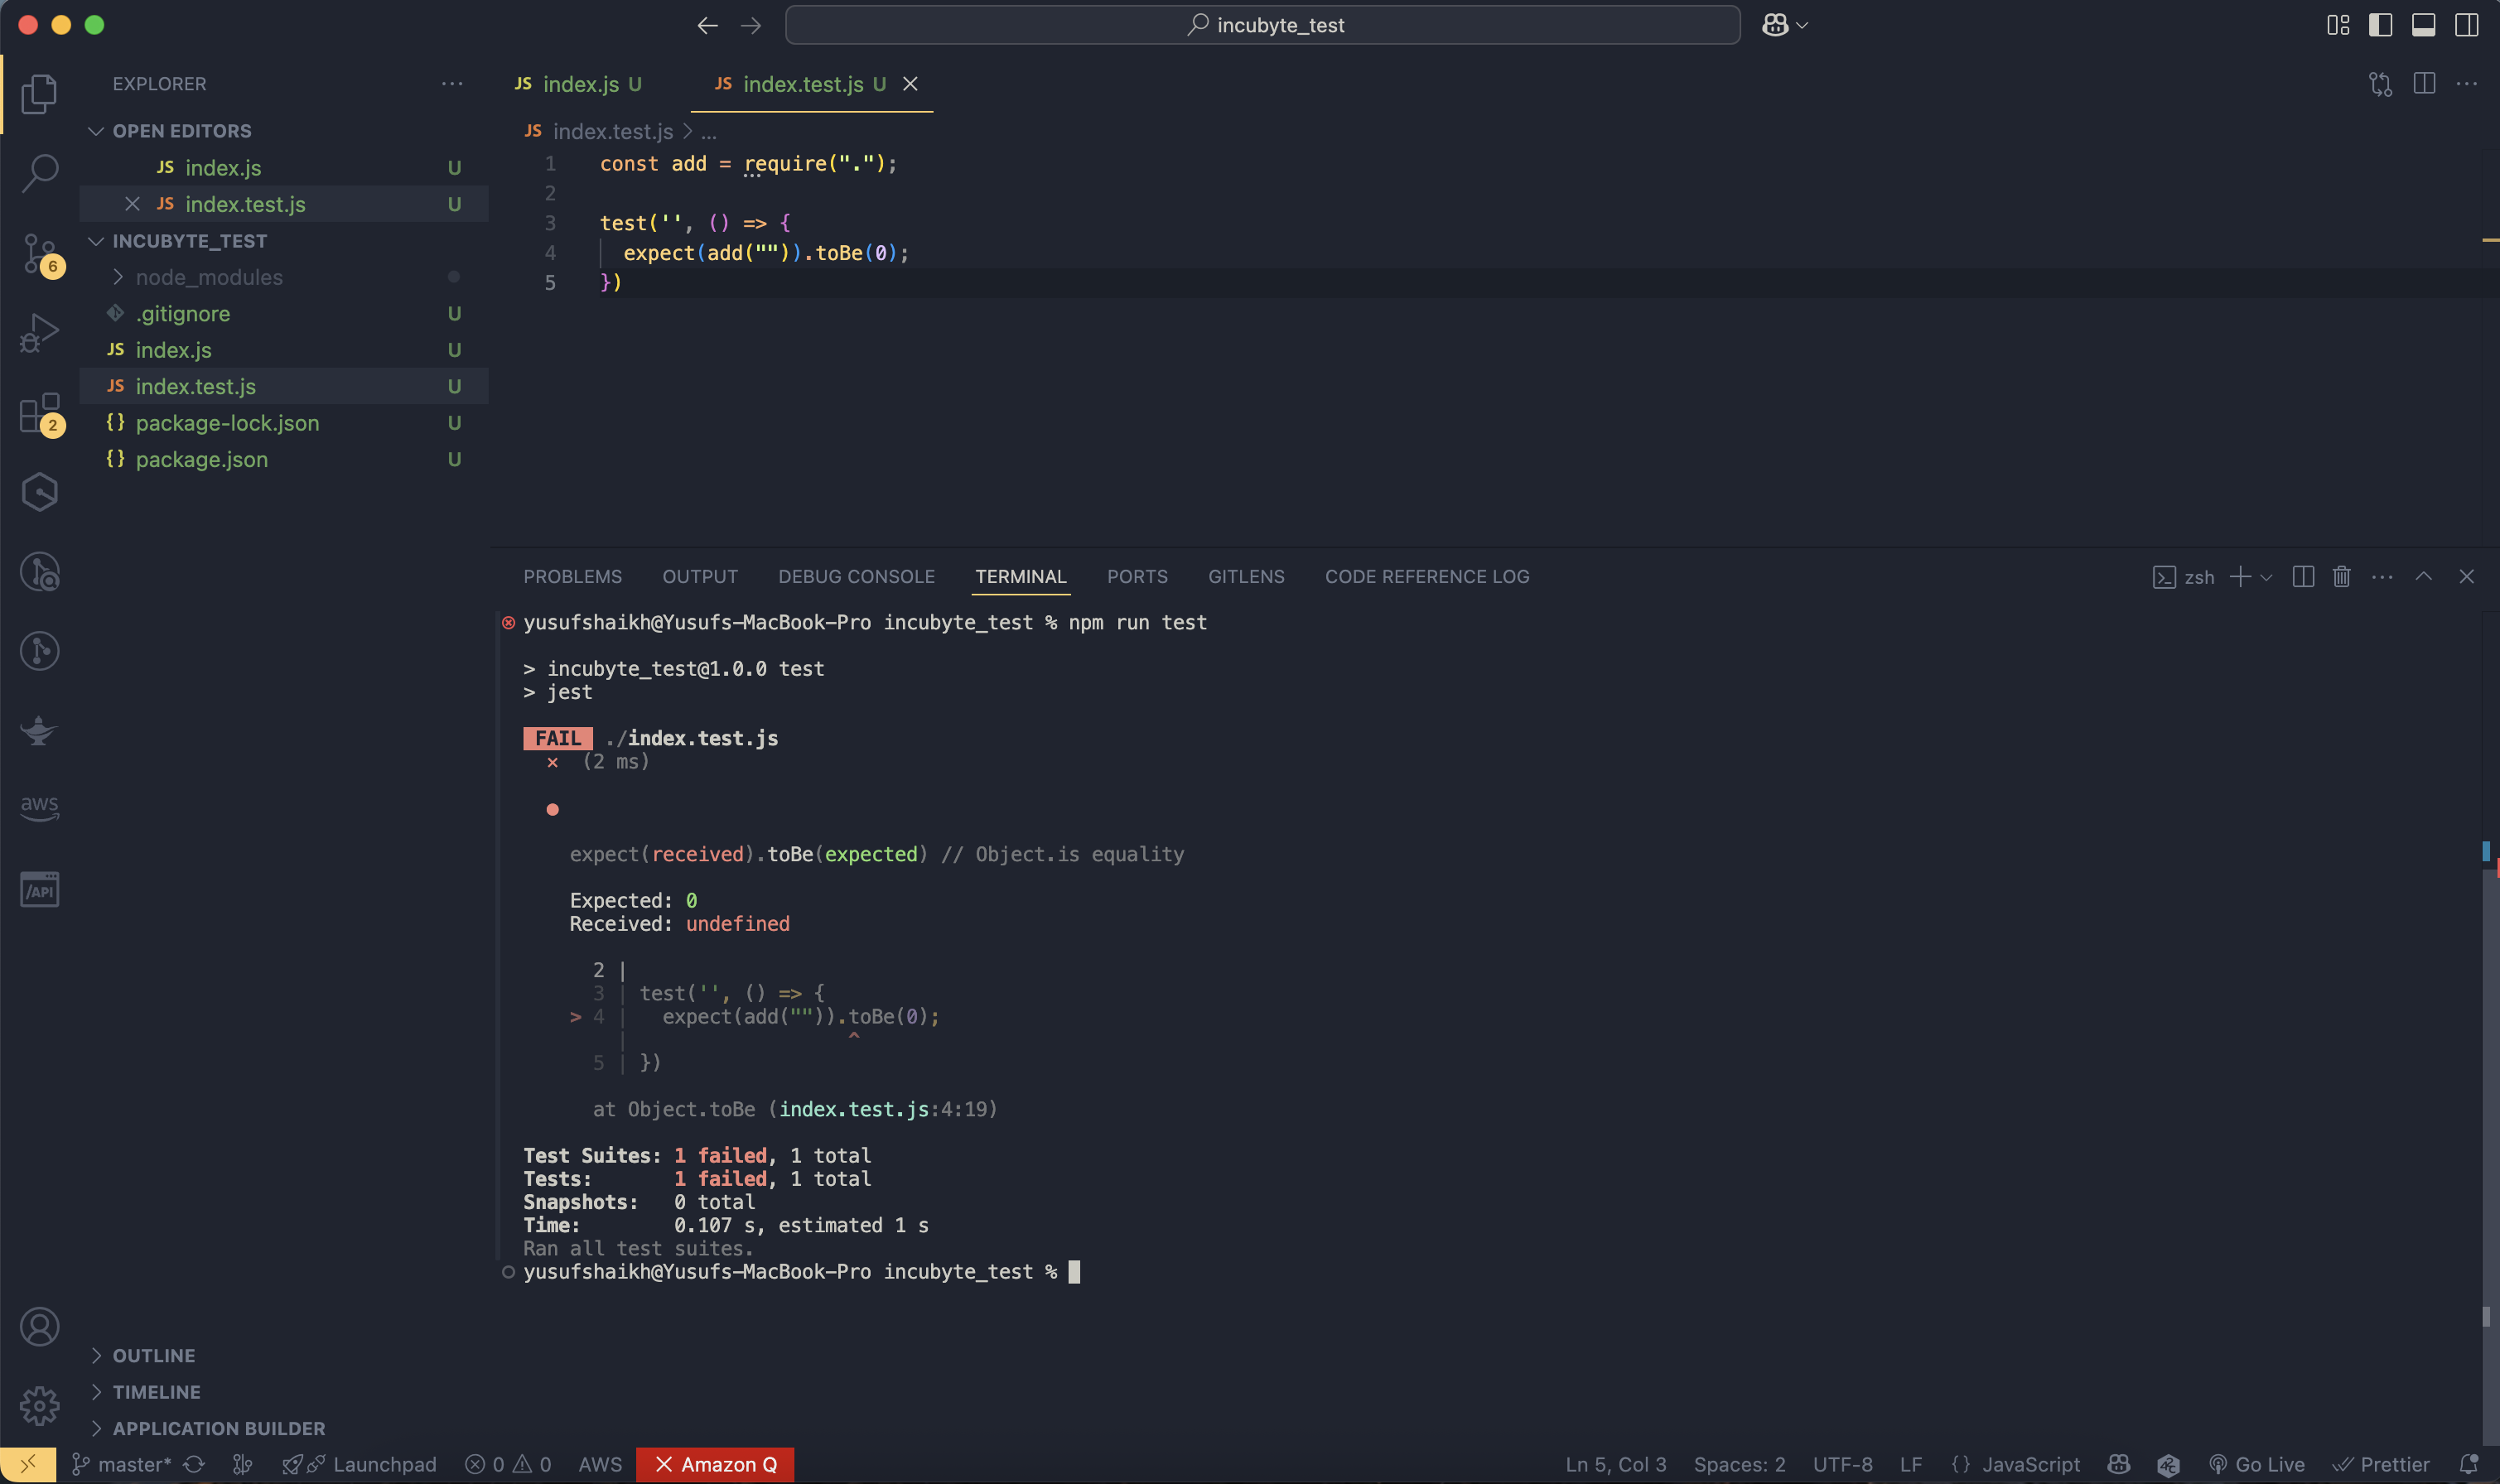 incubyte_test
EXPLORER
OPEN EDITORS
JS index.js U
JS index.test.js U
INCUBYTE_TEST
node_modules
.gitignore U
JS index.js U
JS index.test.js U
{} package-lock.json U
{} package.json U
6
2
aws
/API
OUTLINE
TIMELINE
APPLICATION BUILDER
JS index.js U JS index.test.js U
JS index.test.js > ...
1 const add = require(".");
2
3 test('', () => {
4 expect(add("")).toBe(0);
5 })
PROBLEMS OUTPUT DEBUG CONSOLE TERMINAL PORTS GITLENS CODE REFERENCE LOG zsh
yusufshaikh@Yusufs-MacBook-Pro incubyte_test % npm run test
> incubyte_test@1.0.0 test
> jest
FAIL ./index.test.js
× (2 ms)
●
expect(received).toBe(expected) // Object.is equality
Expected: 0
Received: undefined
2 |
3 | test('', () => {
> 4 | expect(add("")).toBe(0);
| ^
5 | })
at Object.toBe (index.test.js:4:19)
Test Suites: 1 failed, 1 total
Tests: 1 failed, 1 total
Snapshots: 0 total
Time: 0.107 s, estimated 1 s
Ran all test suites.
yusufshaikh@Yusufs-MacBook-Pro incubyte_test %
master* Launchpad 0 0 AWS Amazon Q Ln 5, Col 3 Spaces: 2 UTF-8 LF {} JavaScript Go Live Prettier